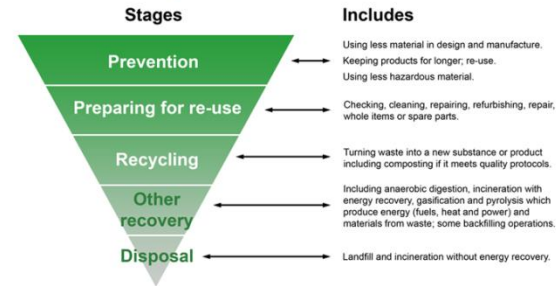 Stages
Includes
Prevention
Using less material in design and manufacture.
Keeping products for longer; re-use.
Using less hazardous material.
Preparing for re-use
Checking, cleaning, repairing, refurbishing, repair,
whole items or spare parts.
Recycling
Turning waste into a new substance or product
including composting if it meets quality protocols.
Other
recovery
Including anaerobic digestion, incineration with
energy recovery, gasification and pyrolysis which
produce energy (fuels, heat and power) and
materials from waste; some backfilling operations.
Disposal
Landfill and incineration without energy recovery.